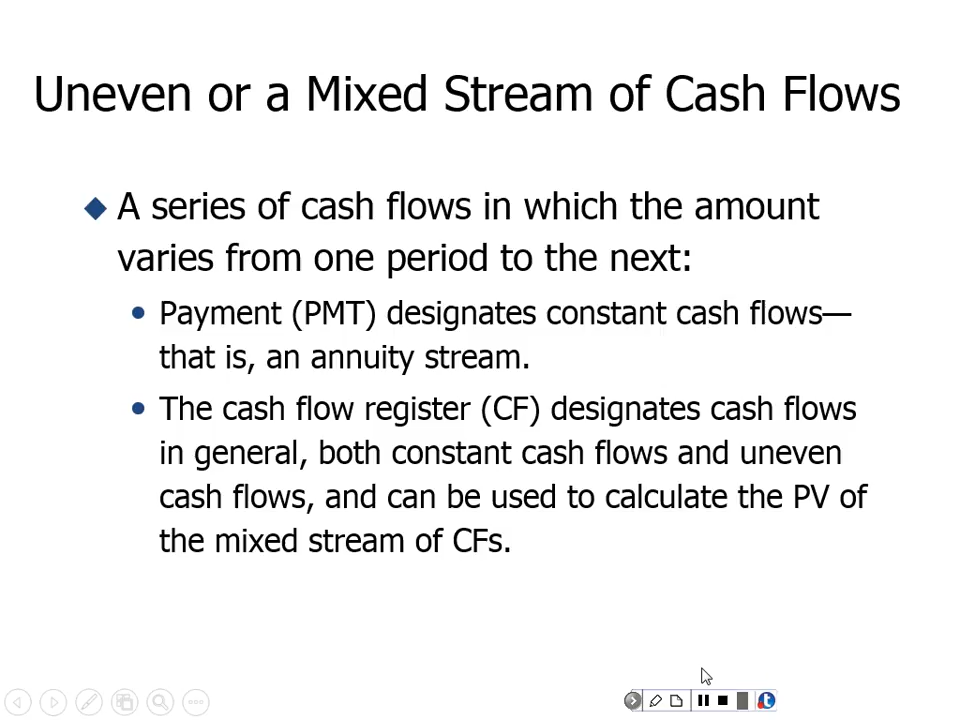 Uneven or a Mixed Stream of Cash Flows
A series of cash flows in which the amount
varies from one period to the next:
Payment (PMT) designates constant cash flows—
that is, an annuity stream.
The cash flow register (CF) designates cash flows
in general, both constant cash flows and uneven
cash flows, and can be used to calculate the PV of
the mixed stream of CFs.